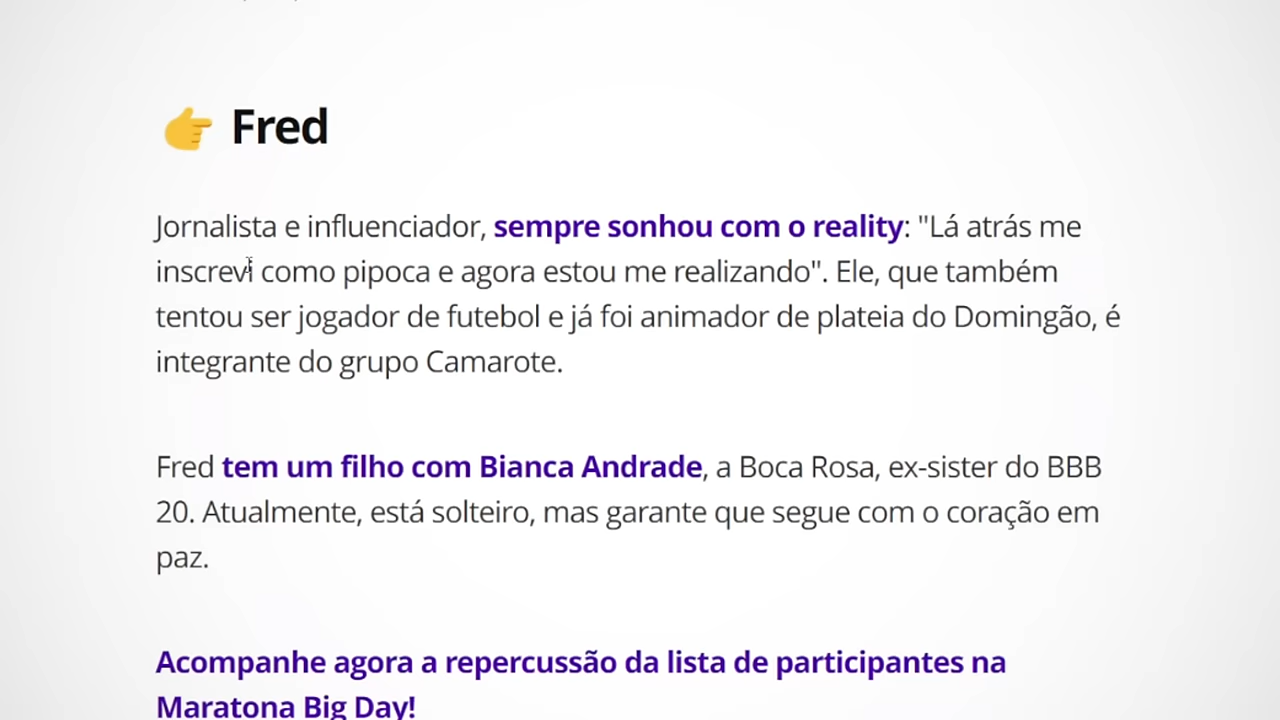 Fred
Jornalista e influenciador, sempre sonhou com o reality: "Lá atrás me
inscrevi como pipoca e agora estou me realizando". Ele, que também
tentou ser jogador de futebol e já foi animador de plateia do Domingão, é
integrante do grupo Camarote.
Fred tem um filho com Bianca Andrade, a Boca Rosa, ex-sister do BBB
20. Atualmente, está solteiro, mas garante que segue com o coração em
paz.
Acompanhe agora a repercussão da lista de participantes na
Maratona Big Day!